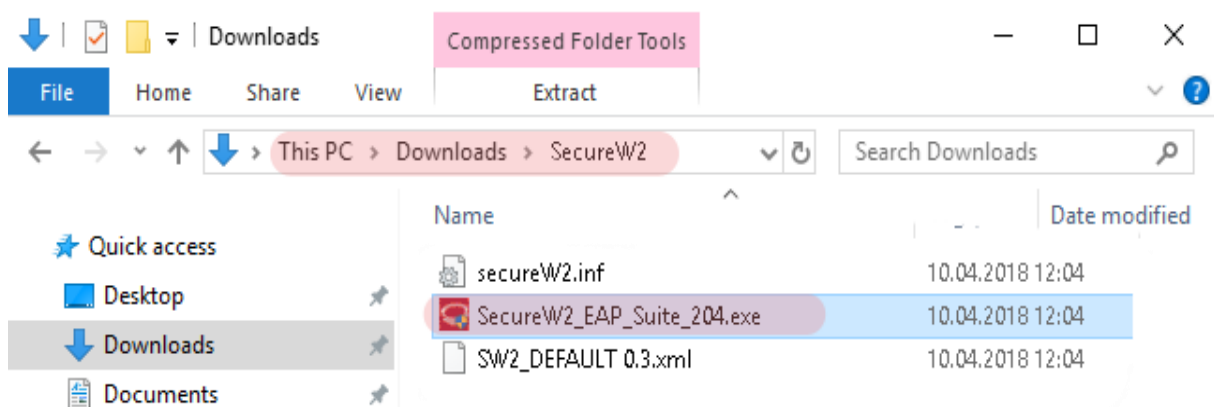 Downloads
Compressed Folder Tools
File Home Share View Extract
This PC > Downloads > SecureW2
Search Downloads
Name Date modified
Quick access
secureW2.inf 10.04.2018 12:04
Desktop
SecureW2_EAP_Suite_204.exe 10.04.2018 12:04
Downloads
SW2_DEFAULT 0.3.xml 10.04.2018 12:04
Documents